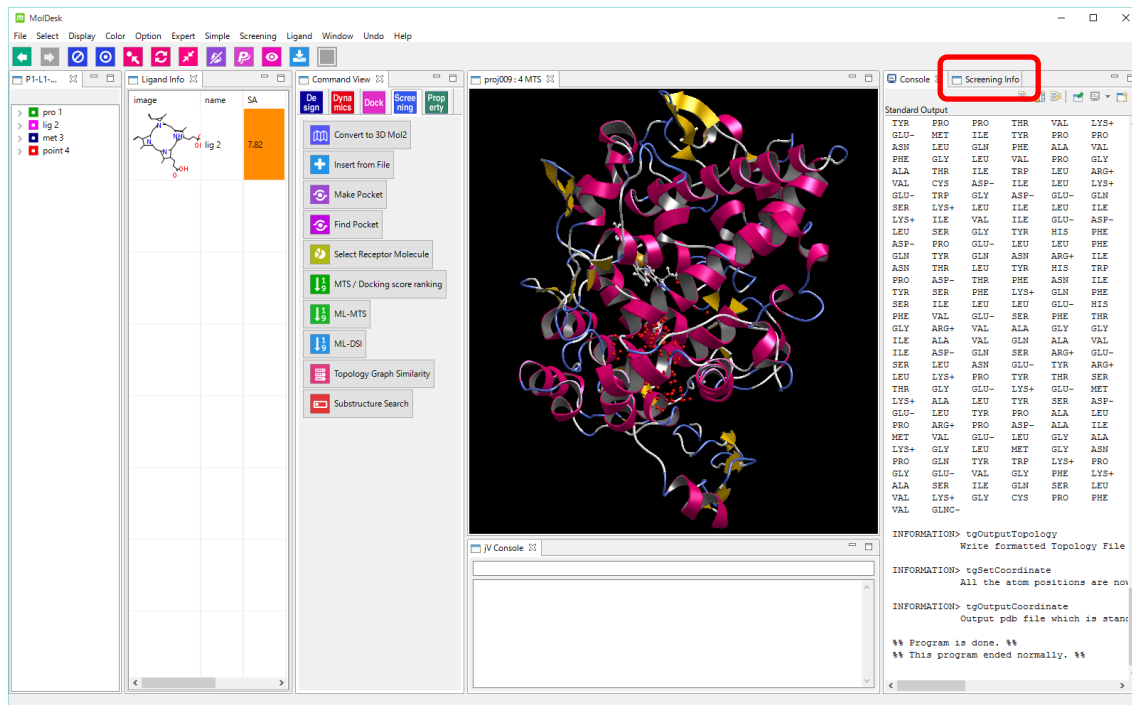 MolDesk
File Select Display Color Option Expert Simple Screening Ligand Window Undo Help
P1-L1-...
pro 1
lig 2
met 3
point 4
Ligand Info
image name SA
lig 2 7.82
Command View
De sign Dyna mics Dock Scree ning Prop erty
Convert to 3D Mol2
Insert from File
Make Pocket
Find Pocket
Select Receptor Molecule
MTS / Docking score ranking
ML-MTS
ML-DSI
Topology Graph Similarity
Substructure Search
proj009 : 4 MTS
jV Console
Console Screening Info
Standard Output
TYR PRO PRO THR VAL LYS+
GLU- MET ILE TYR PRO PRO
ASN LEU GLN PHE ALA VAL
PHE GLY LEU VAL PRO GLY
ALA THR ILE TRP LEU ARG+
VAL CYS ASP- ILE LEU LYS+
GLU- TRP GLY ASP- GLU- GLN
SER LYS+ LEU ILE LEU ILE
LYS+ ILE VAL ILE GLU- ASP-
LEU SER GLY TYR HIS PHE
ASP- PRO GLU- LEU LEU PHE
GLN TYR GLN ASN ARG+ ILE
ASN THR LEU TYR HIS TRP
PRO ASP- THR PHE ASN ILE
TYR SER PHE LYS+ GLN PHE
SER ILE LEU LEU GLU- HIS
PHE VAL GLU- SER PHE THR
GLY ARG+ VAL ALA GLY GLY
ILE ALA VAL GLN ALA VAL
ILE ASP- GLN SER ARG+ GLU-
SER LEU ASN GLU- TYR ARG+
LEU LYS+ PRO TYR THR SER
THR GLY GLU- LYS+ GLU- MET
LYS+ ALA LEU TYR SER ASP-
GLU- LEU TYR PRO ALA LEU
PRO ARG+ PRO ASP- ALA ILE
MET VAL GLU- LEU GLY ALA
LYS+ GLY LEU MET GLY ASN
PRO GLN TYR TRP LYS+ PRO
GLY GLU- VAL GLY PHE LYS+
ALA SER ILE GLN SER LEU
VAL LYS+ GLY CYS PRO PHE
VAL GLNC-
INFORMATION> tgOutputTopology
Write formatted Topology File
INFORMATION> tgSetCoordinate
All the atom positions are now
INFORMATION> tgOutputCoordinate
Output pdb file which is stand
%% Program is done. %%
%% This program ended normally. %%